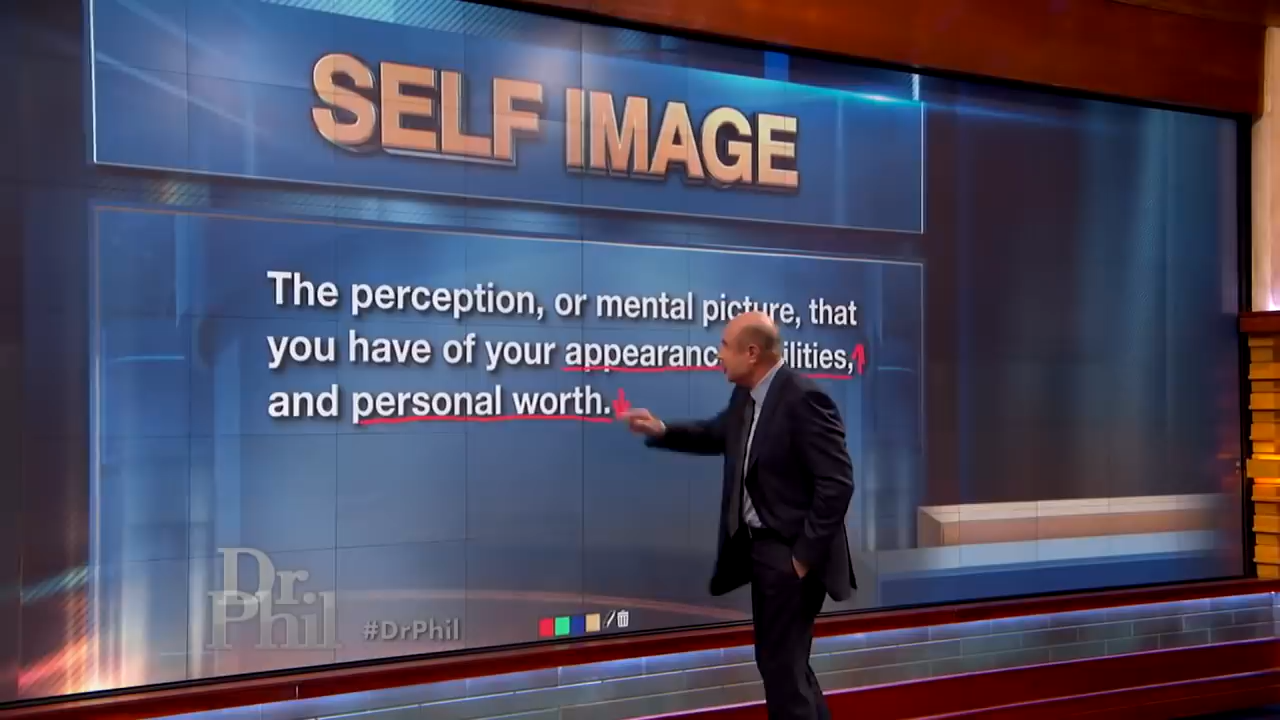 SELF IMAGE
The perception, or mental picture, that
you have of your
and personal worth.
Dr.
Phil
#DrPhil